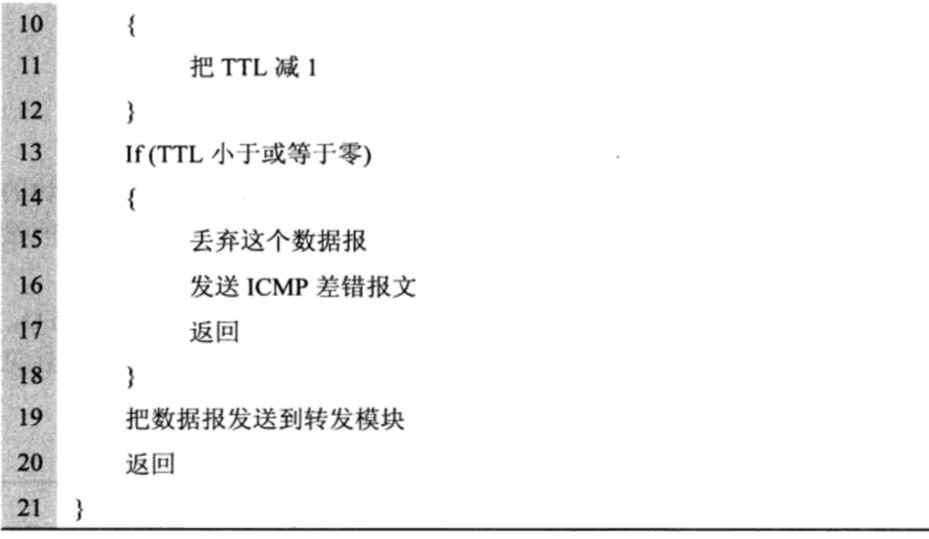 10 {
11 把 TTL 减 1
12 }
13 If (TTL 小于或等于零)
14 {
15 丢弃这个数据报
16 发送 ICMP 差错报文
17 返回
18 }
19 把数据报发送到转发模块
20 返回
21 }